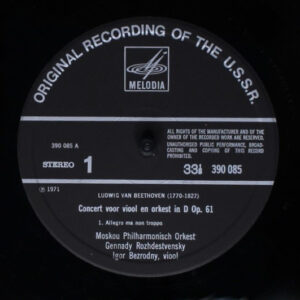 ORIGINAL RECORDING OF THE U.S.S.R.
MELODIA
ALL RIGHTS OF THE MANUFACTURER AND OF THE OWNER
OF THE RECORDED WORK ARE RESERVED.
UNAUTHORISED PUBLIC PERFORMANCE, BROAD-
CASTING AND COPYING OF THIS RECORD
PROHIBITED.
390 085 A
STEREO 1
33⅓ 390 085
℗ 1971
LUDWIG VAN BEETHOVEN (1770-1827)
Concert voor viool en orkest in D Op. 61
1. Allegro ma non troppo
Moskou Philharmonisch Orkest
Gennady Rozhdestvensky
Igor Bezrodny, viool